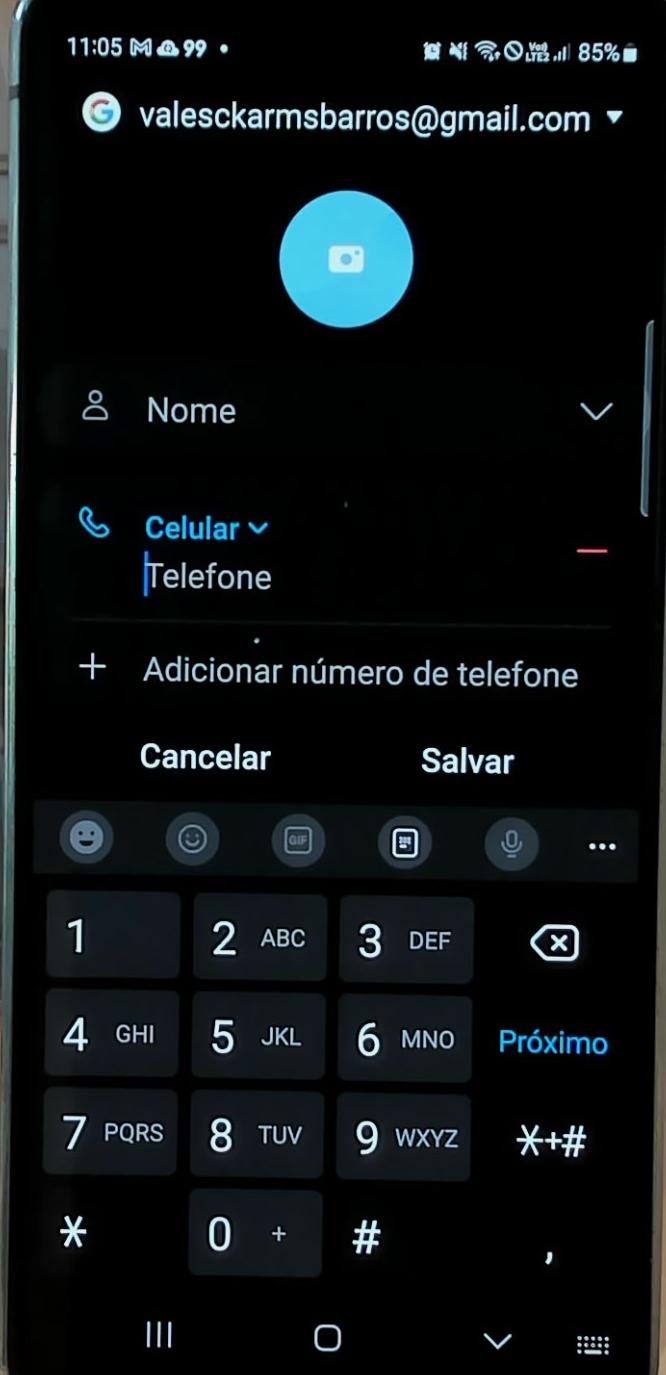 11:05 99 85%
valesckarmsbarros@gmail.com
Nome
Celular
Telefone
Adicionar número de telefone
Cancelar Salvar
GIF
1 2 ABC 3 DEF
4 GHI 5 JKL 6 MNO Próximo
7 PQRS 8 TUV 9 WXYZ *+#
* 0 + # ,